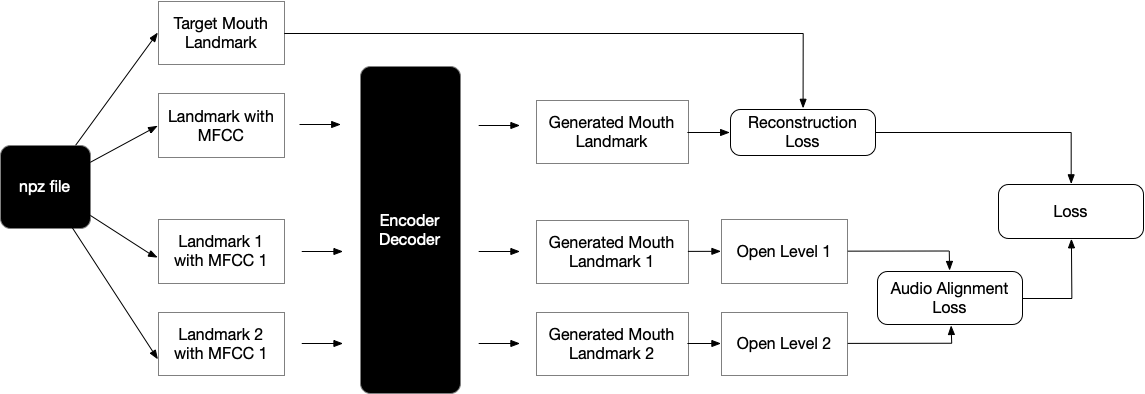 Target Mouth
Landmark
Landmark with
MFCC
npz file
Landmark 1
with MFCC 1
Landmark 2
with MFCC 1
Encoder
Decoder
Generated Mouth
Landmark
Reconstruction
Loss
Generated Mouth
Landmark 1
Open Level 1
Generated Mouth
Landmark 2
Open Level 2
Audio Alignment
Loss
Loss